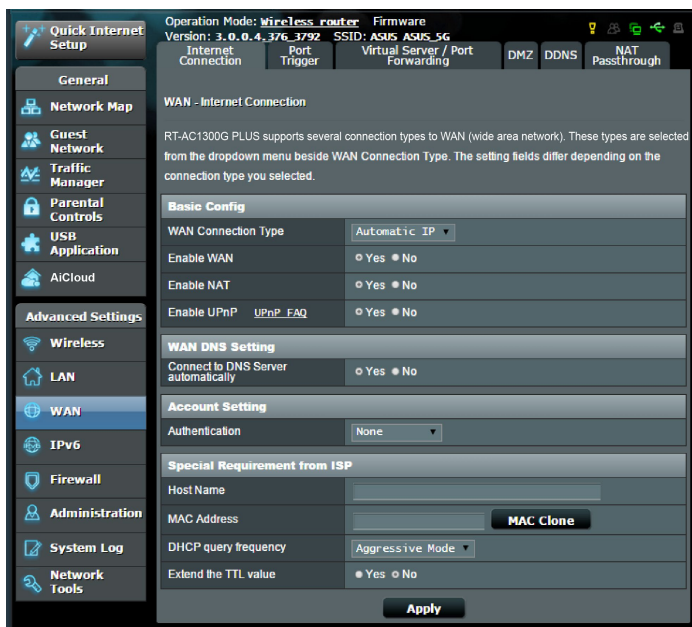 Quick Internet
Setup
General
Network Map
Guest
Network
Traffic
Manager
Parental
Controls
USB
Application
AiCloud
Advanced Settings
Wireless
LAN
WAN
IPv6
Firewall
Administration
System Log
Network
Tools
Operation Mode: Wireless router Firmware
Version: 3.0.0.4.376_3792 SSID: ASUS ASUS_5G
Internet
Connection
Port
Trigger
Virtual Server / Port
Forwarding
DMZ
DDNS
NAT
Passthrough
WAN - Internet Connection
RT-AC1300G PLUS supports several connection types to WAN (wide area network). These types are selected
from the dropdown menu beside WAN Connection Type. The setting fields differ depending on the
connection type you selected.
Basic Config
WAN Connection Type Automatic IP
Enable WAN Yes No
Enable NAT Yes No
Enable UPnP UPnP FAQ Yes No
WAN DNS Setting
Connect to DNS Server
automatically Yes No
Account Setting
Authentication None
Special Requirement from ISP
Host Name
MAC Address MAC Clone
DHCP query frequency Aggressive Mode
Extend the TTL value Yes No
Apply